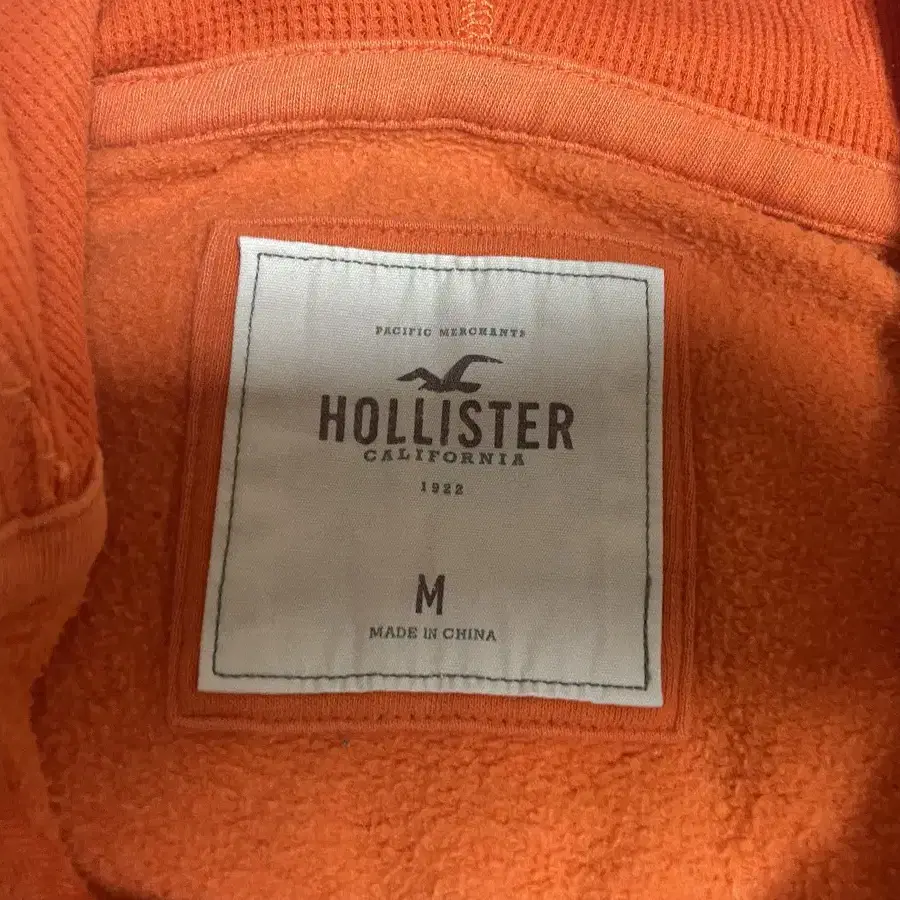 PACIFIC MERCHANTS
HOLLISTER
CALIFORNIA
1922
M
MADE IN CHINA